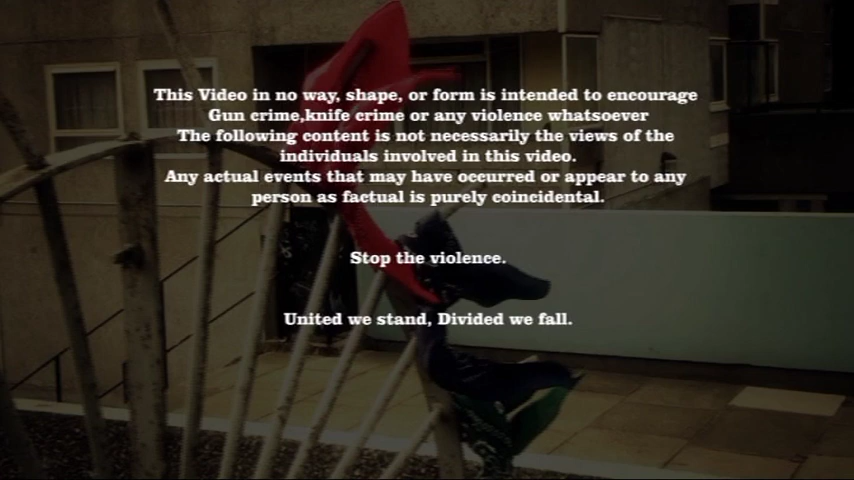 This Video in no way, shape, or form is intended to encourage
Gun crime,knife crime or any violence whatsoever
The following content is not necessarily the views of the
individuals involved in this video.
Any actual events that may have occurred or appear to any
person as factual is purely coincidental.
Stop the violence.
United we stand, Divided we fall.